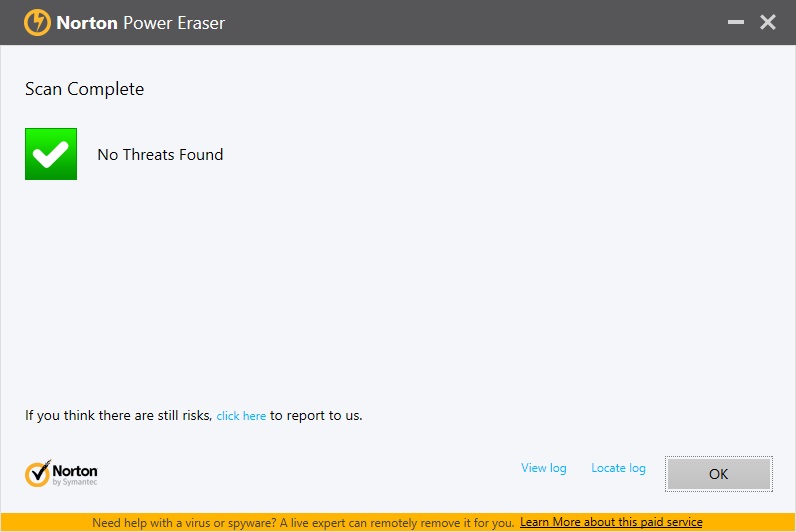 Norton Power Eraser
Scan Complete
No Threats Found
If you think there are still risks, click here to report to us.
Norton
by Symantec
View log
Locate log
OK
Need help with a virus or spyware? A live expert can remotely remove it for you. Learn More about this paid service